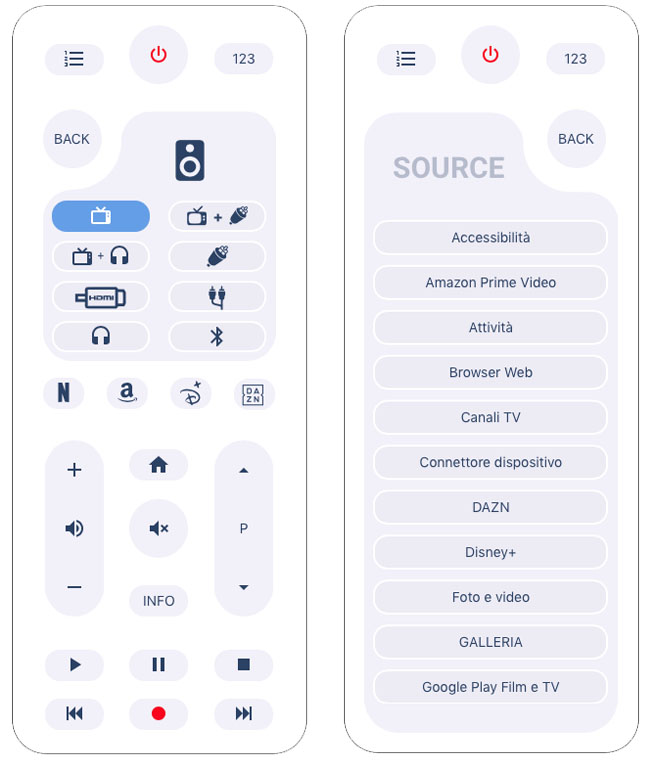 123
BACK
+
+
HDMI
N
a
D+
DA
ZN
+
P
−
INFO
123
BACK
SOURCE
Accessibilità
Amazon Prime Video
Attività
Browser Web
Canali TV
Connettore dispositivo
DAZN
Disney+
Foto e video
GALLERIA
Google Play Film e TV